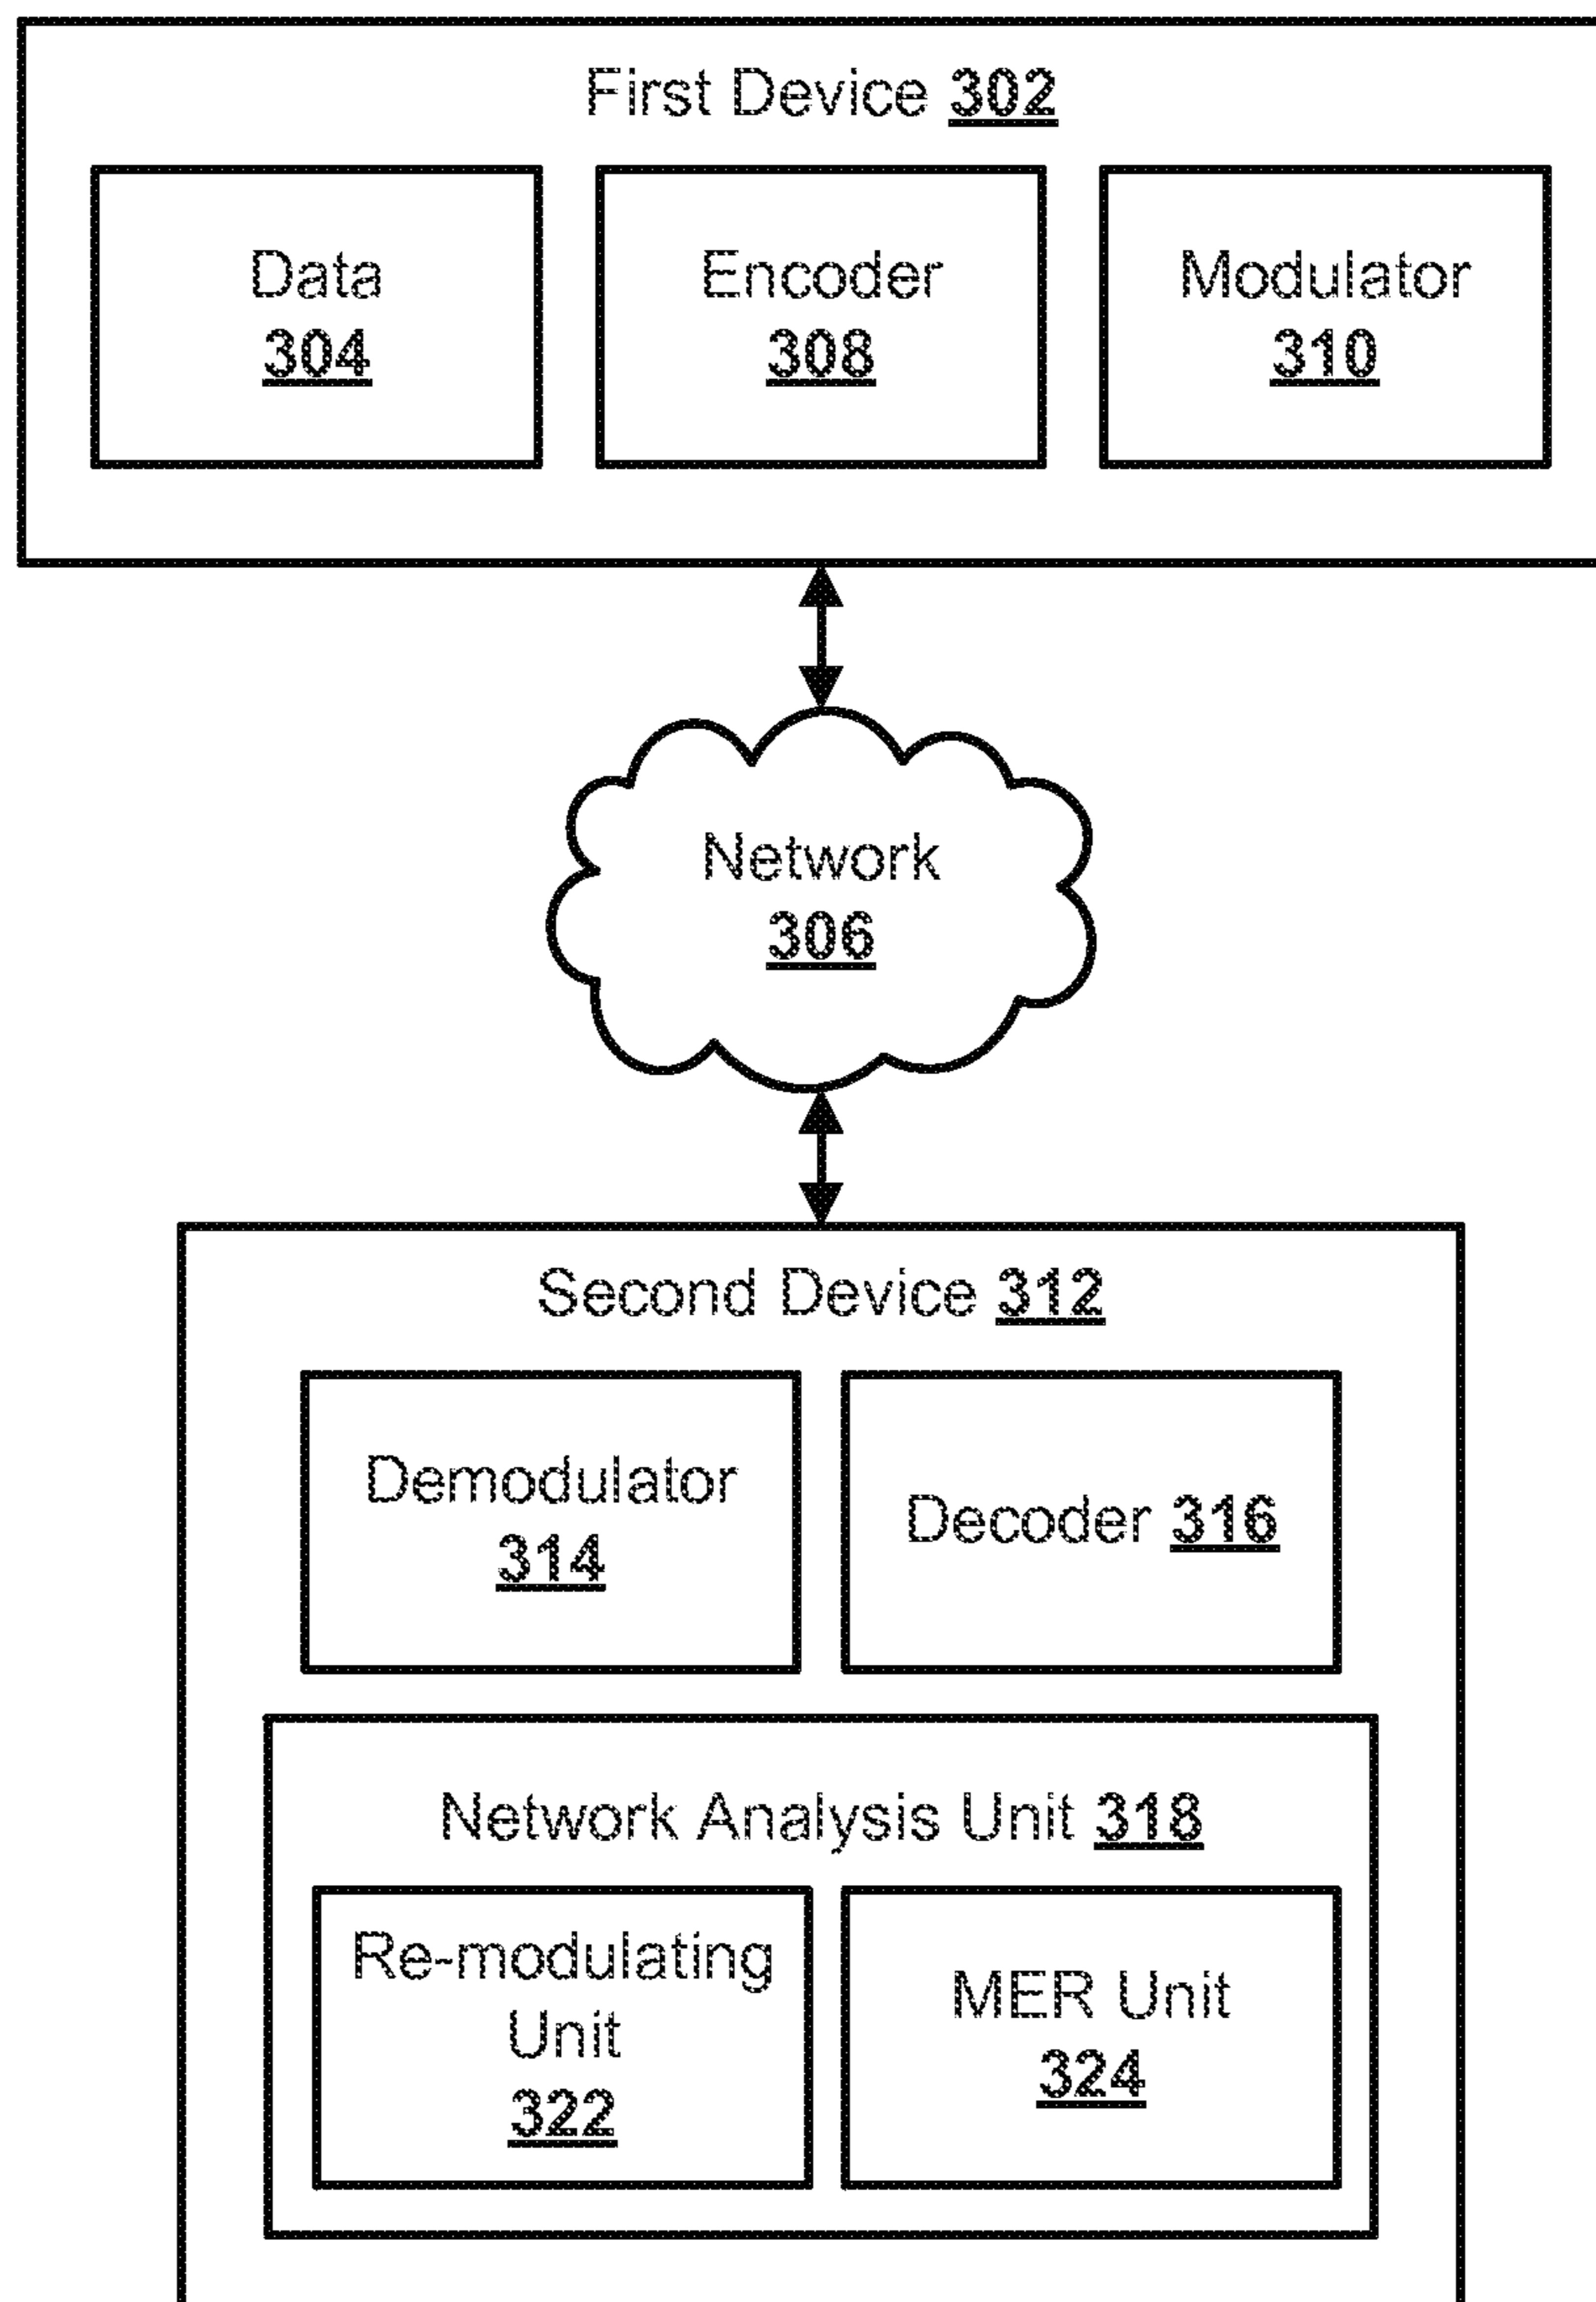 First Device 302
Data
304
Encoder
308
Modulator
310
Network
306
Second Device 312
Demodulator
314
Decoder 316
Network Analysis Unit 318
Re-modulating
Unit
322
MER Unit
324